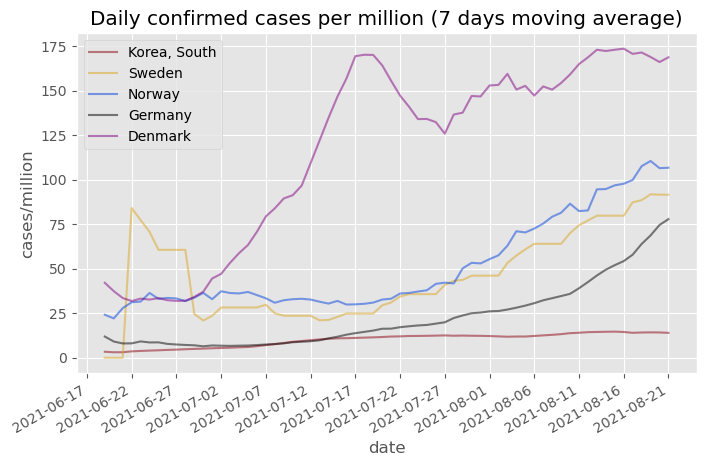 Daily confirmed cases per million (7 days moving average)
Korea, South
Sweden
Norway
Germany
Denmark
cases/million
175
150
125
100
75
50
25
0
2021-06-17
2021-06-22
2021-06-27
2021-07-02
2021-07-07
2021-07-12
2021-07-17
2021-07-22
2021-07-27
2021-08-01
2021-08-06
2021-08-11
2021-08-16
2021-08-21
date